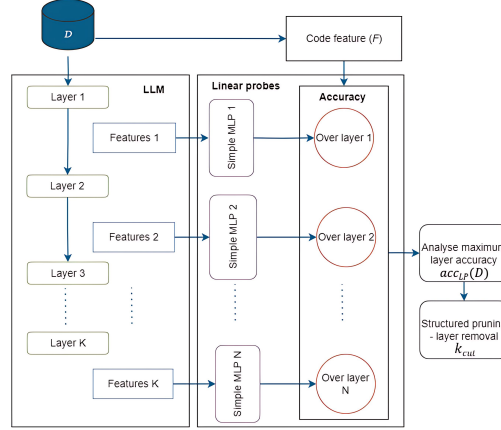 D
Code feature (F)
LLM
Linear probes
Accuracy
Layer 1
Features 1
Simple MLP 1
Over layer 1
Layer 2
Features 2
Simple MLP 2
Over layer 2
Layer 3
Layer K
Features K
Simple MLP N
Over layer
N
Analyse maximum
layer accuracy
acc_LP(D)
Structured prunin
- layer removal
k_cut